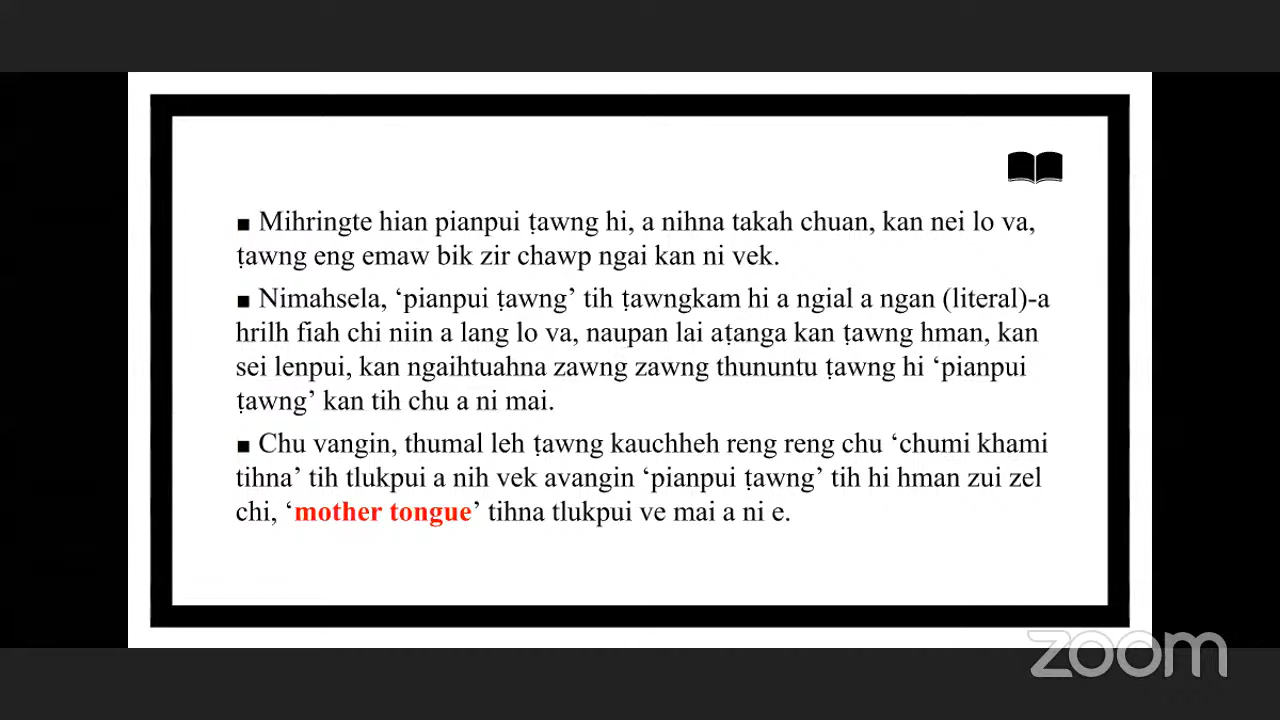 ▪ Mihringte hian pianpui ṭawng hi, a nihna takah chuan, kan nei lo va,
ṭawng eng emaw bik zir chawp ngai kan ni vek.
▪ Nimahsela, ‘pianpui ṭawng’ tih ṭawngkam hi a ngial a ngan (literal)-a
hrilh fiah chi niin a lang lo va, naupan lai aṭanga kan ṭawng hman, kan
sei lenpui, kan ngaihtuahna zawng zawng thununtu ṭawng hi ‘pianpui
ṭawng’ kan tih chu a ni mai.
▪ Chu vangin, thumal leh ṭawng kauchheh reng reng chu ‘chumi khami
tihna’ tih tlukpui a nih vek avangin ‘pianpui ṭawng’ tih hi hman zui zel
chi, ‘mother tongue’ tihna tlukpui ve mai a ni e.
zoom